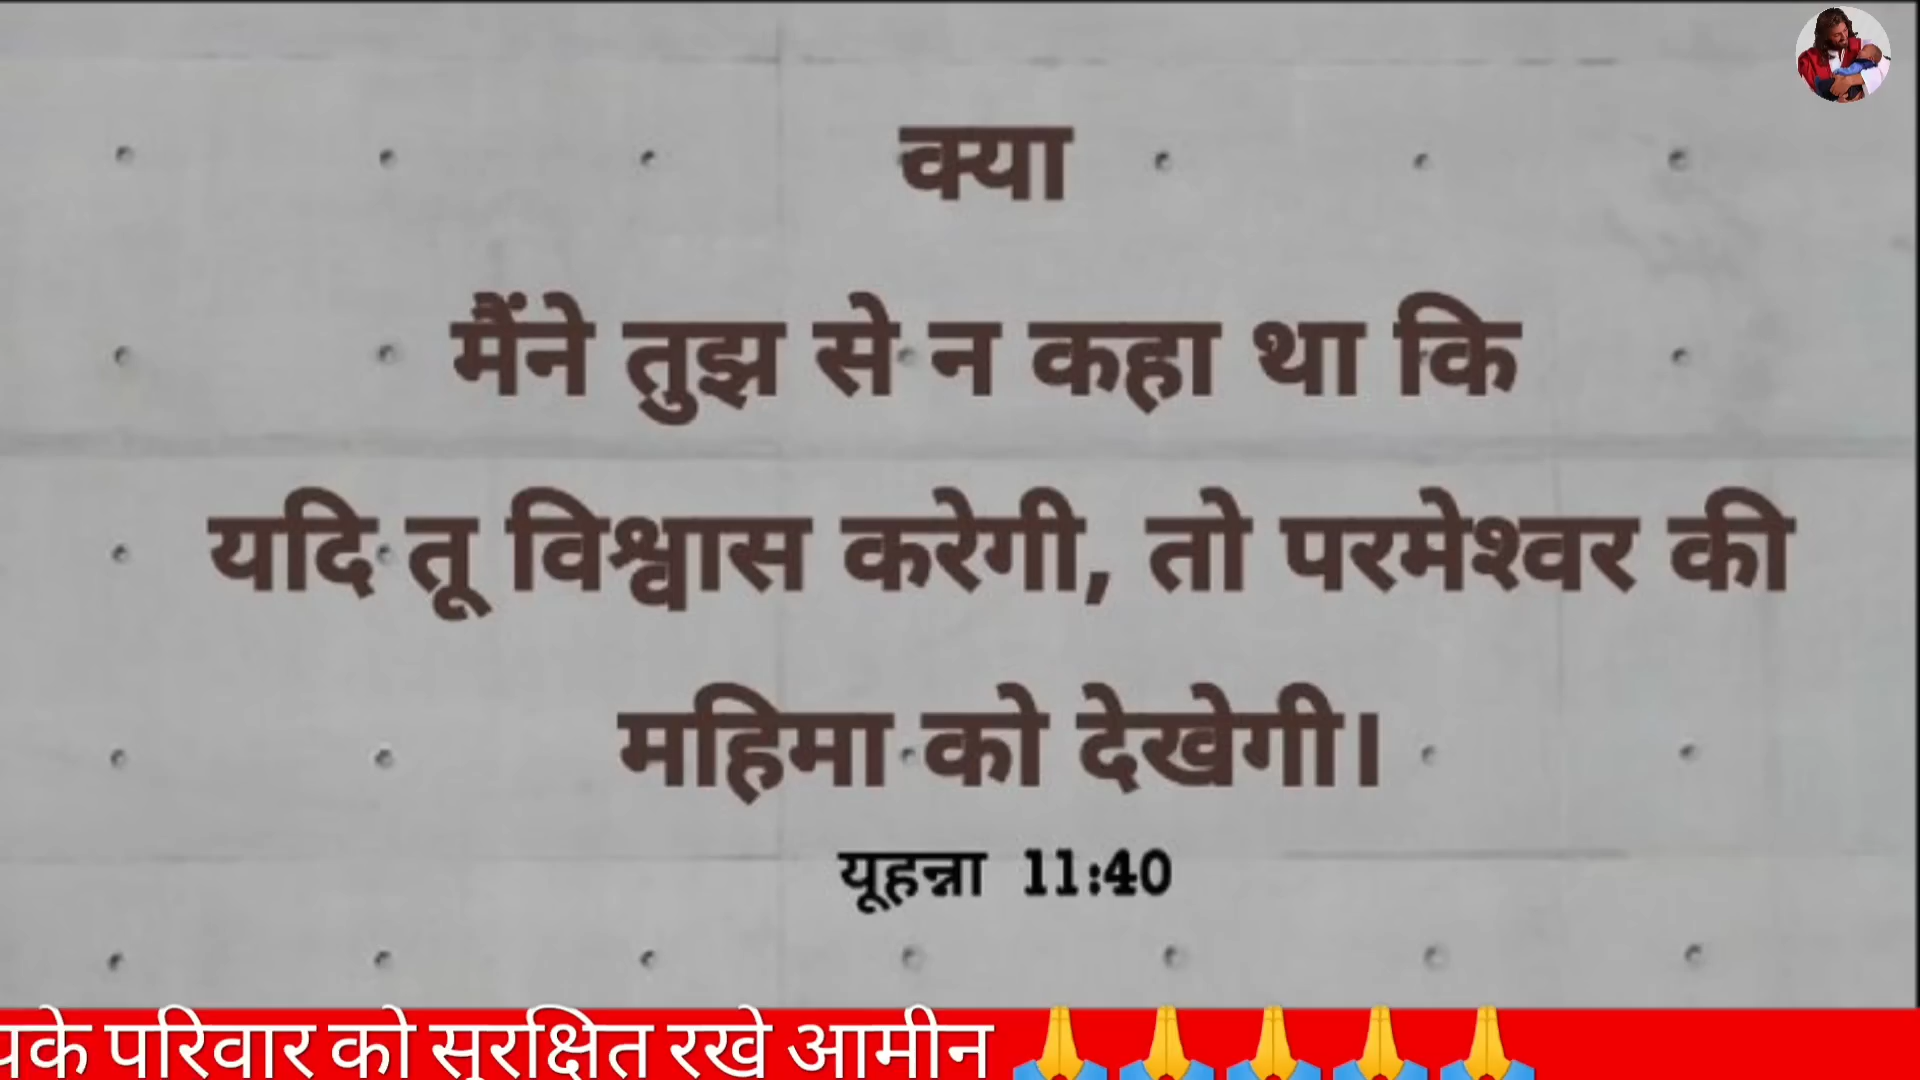 क्या
मैंने तुझ से न कहा था कि
यदि तू विश्वास करेगी, तो परमेश्वर की
महिमा को देखेगी।
यूहन्ना 11:40
परिवार को सुरक्षित रखे आमीन 🙏🙏🙏🙏🙏